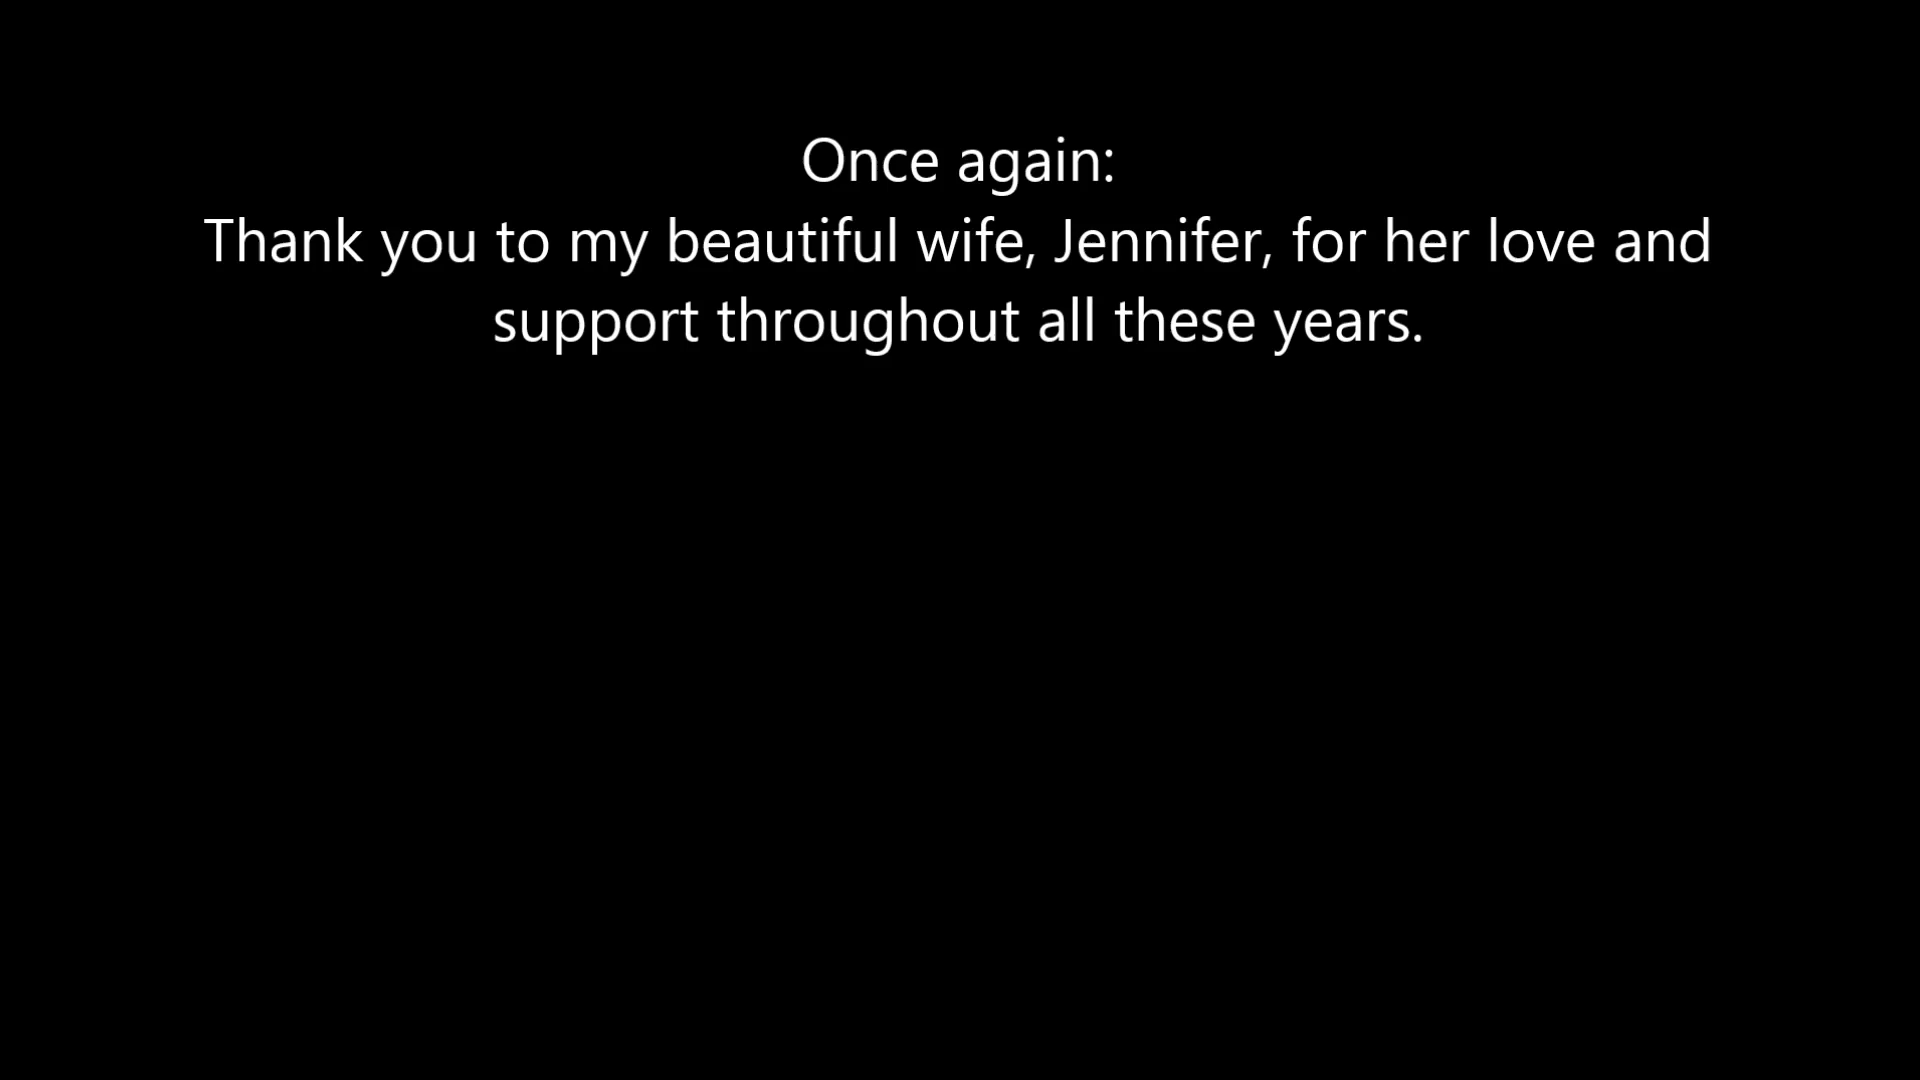 Once again:
Thank you to my beautiful wife, Jennifer, for her love and
support throughout all these years.